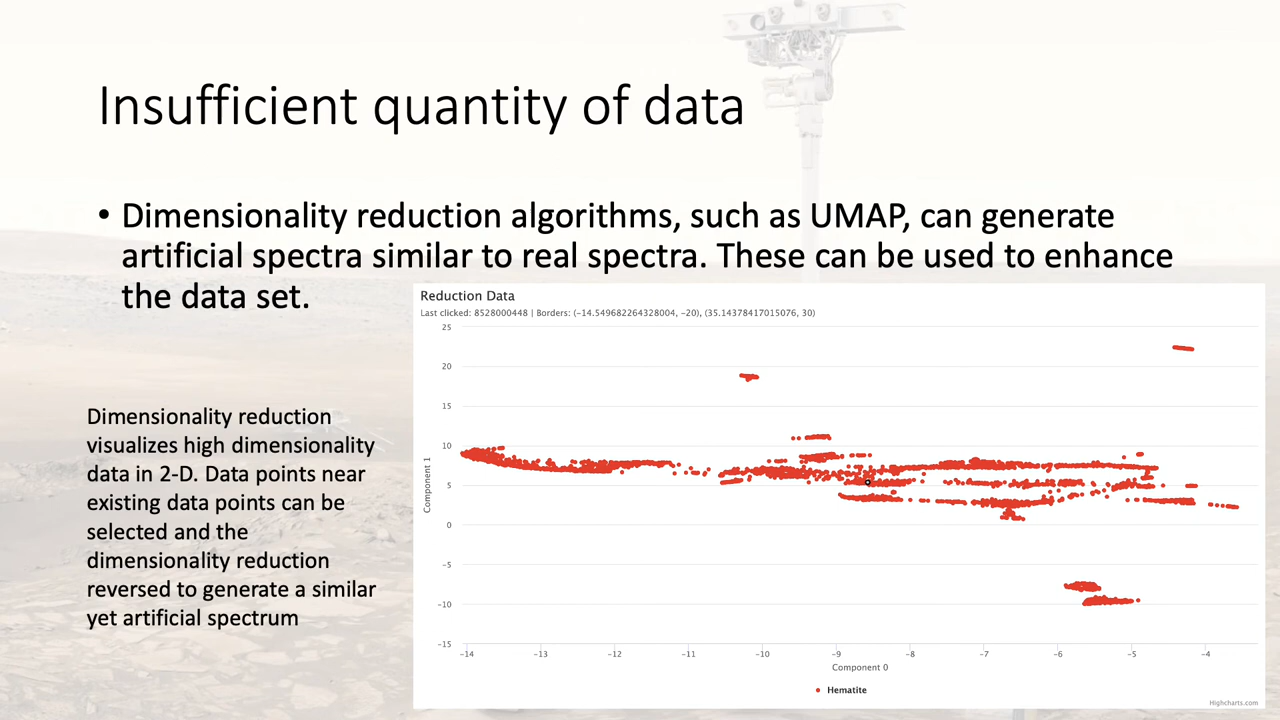 Insufficient quantity of data
• Dimensionality reduction algorithms, such as UMAP, can generate
artificial spectra similar to real spectra. These can be used to enhance
the data set.
Reduction Data
Last clicked: 8528000448 | Borders: (-14.549682264328004, -20), (35.14378417015076, 30)
25
20
15
10
5
0
-5
-10
-15
Component 1
-14 -13 -12 -11 -10 -9 -8 -7 -6 -5 -4
Component 0
Hematite
Highcharts.com
Dimensionality reduction
visualizes high dimensionality
data in 2-D. Data points near
existing data points can be
selected and the
dimensionality reduction
reversed to generate a similar
yet artificial spectrum